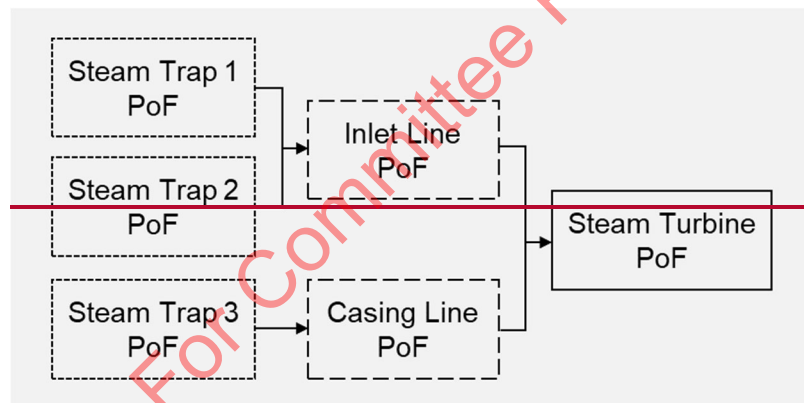 Steam Trap 1
PoF
Inlet Line
PoF
Steam Trap 2
PoF
Steam Turbine
PoF
Steam Trap 3
PoF
Casing Line
PoF
For Committee